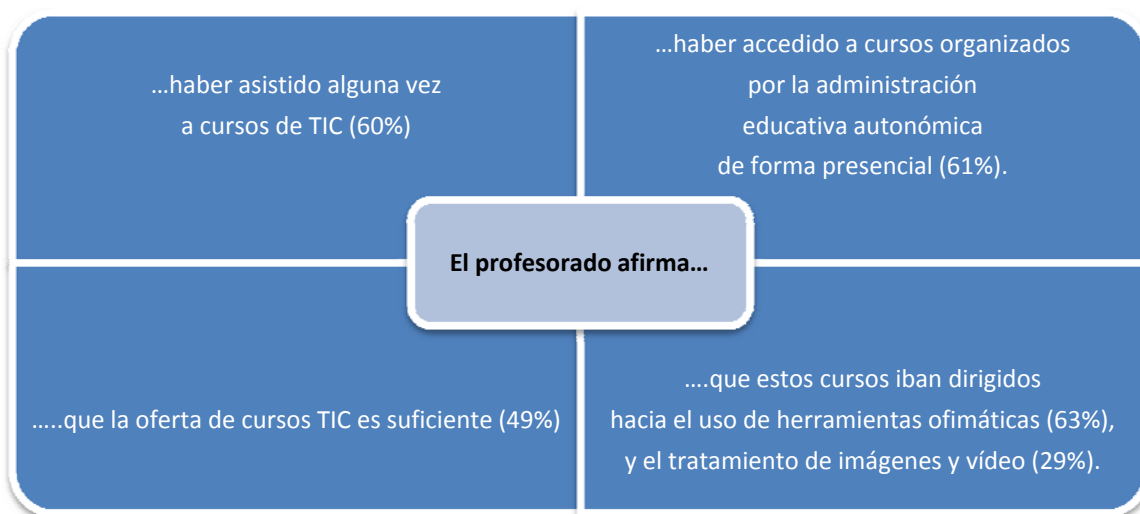 …haber asistido alguna vez
a cursos de TIC (60%)
…haber accedido a cursos organizados
por la administración
educativa autonómica
de forma presencial (61%).
El profesorado afirma…
…..que la oferta de cursos TIC es suficiente (49%)
….que estos cursos iban dirigidos
hacia el uso de herramientas ofimáticas (63%),
y el tratamiento de imágenes y vídeo (29%).